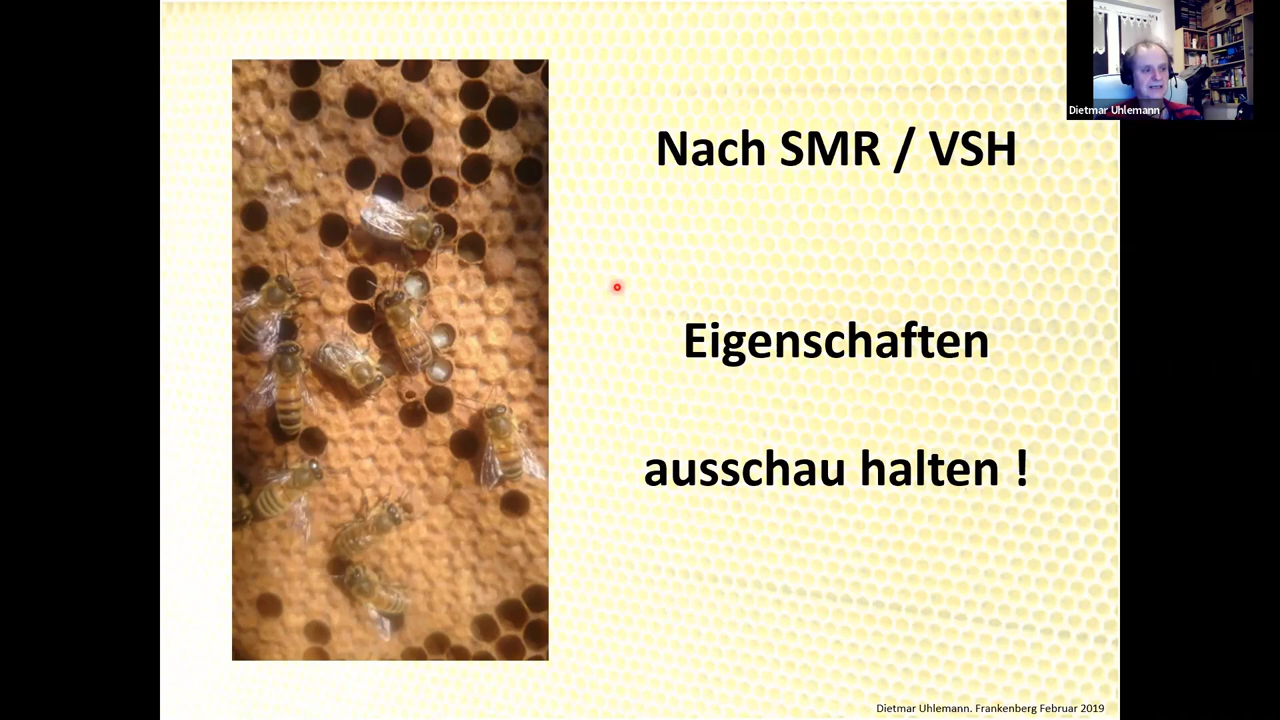 Dietmar Uhlemann
Nach SMR / VSH
Eigenschaften
ausschau halten !
Dietmar Uhlemann. Frankenberg Februar 2019